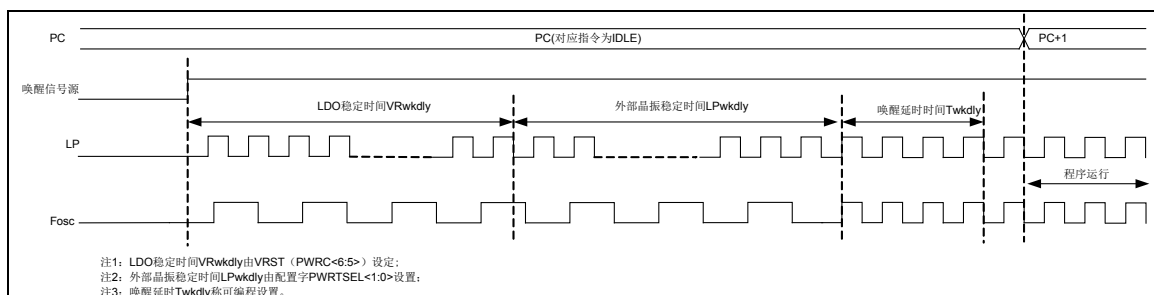 PC
PC(对应指令为IDLE)
PC+1
唤醒信号源
LDO稳定时间VRwkdly
外部晶振稳定时间LPwkdly
唤醒延时时间Twkdly
LP
程序运行
Fosc
注1：LDO稳定时间VRwkdly由VRST（PWRC<6:5>）设定;
注2：外部晶振稳定时间LPwkdly由配置字PWRTSEL<1:0>设置;
注3：唤醒延时Twkdly称可编程设置。